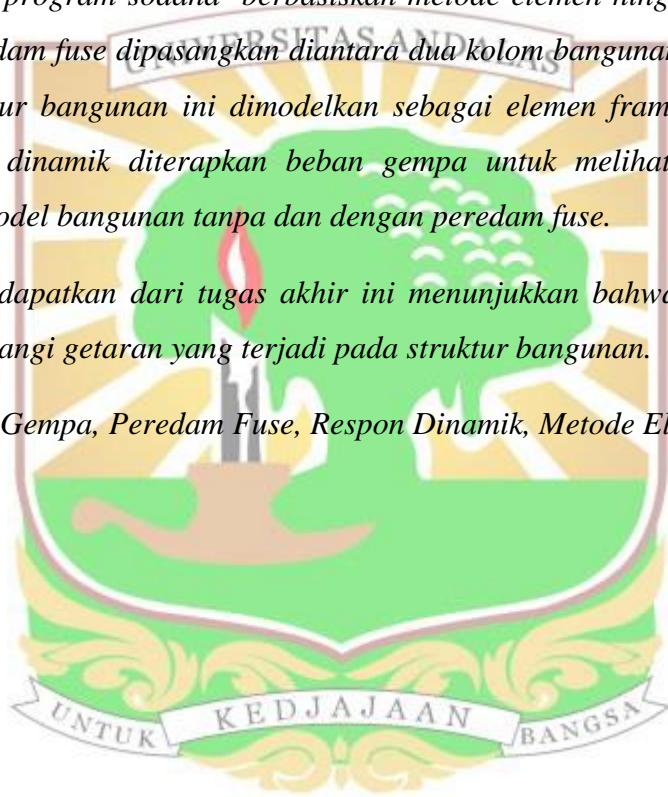 program sodana berbasiskan metode elemen hing
dam fuse dipasangkan diantara dua kolom bangunan
UNIVERSITAS ANDALAS
ur bangunan ini dimodelkan sebagai elemen fram
dinamik diterapkan beban gempa untuk melihat
odel bangunan tanpa dan dengan peredam fuse.
dapatkan dari tugas akhir ini menunjukkan bahwa
angi getaran yang terjadi pada struktur bangunan.
Gempa, Peredam Fuse, Respon Dinamik, Metode El
UNTUK KEDJAJAAN BANGSA